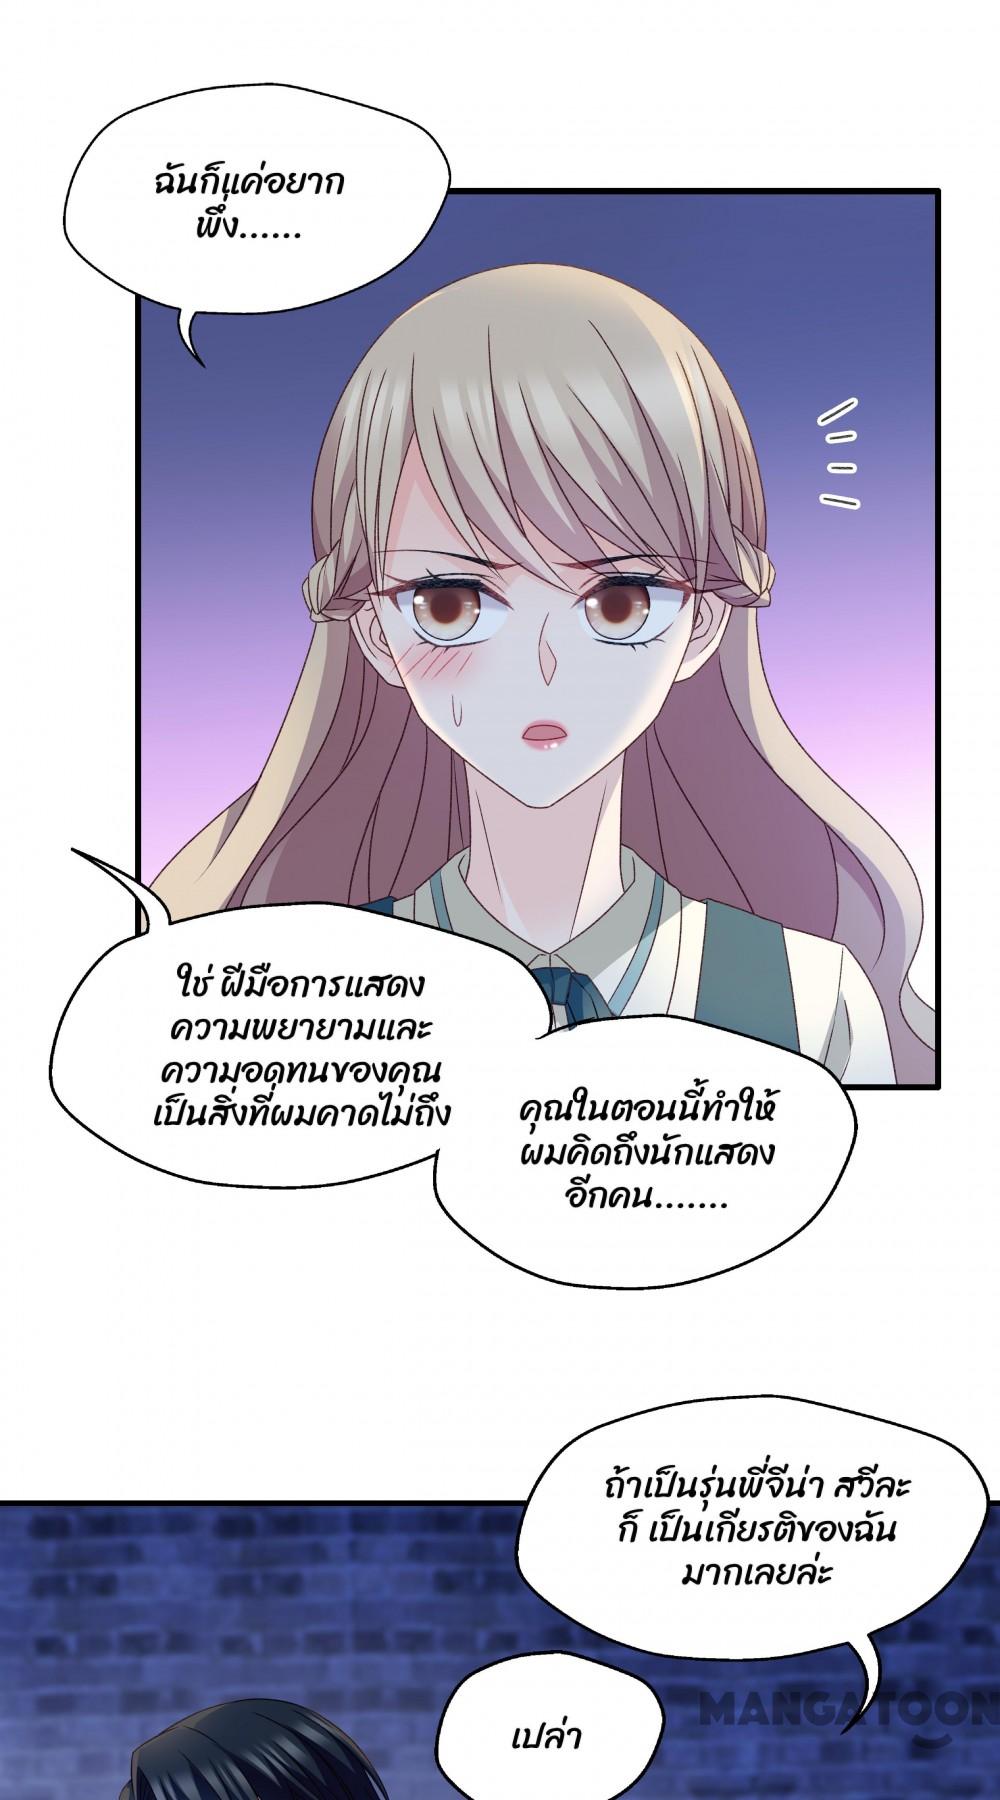 ฉันก็แค่อยาก
พึ่ง......
ใช่ ฝีมือการแสดง
ความพยายามและ
ความอดทนของคุณ
เป็นสิ่งที่ผมคาดไม่ถึง
คุณในตอนนี้ทำให้
ผมคิดถึงนักแสดง
อีกคน.......
ถ้าเป็นรุ่นพี่จีน่า สวีละ
ก็ เป็นเกียรติของฉัน
มากเลยล่ะ
เปล่า
MANGATOON